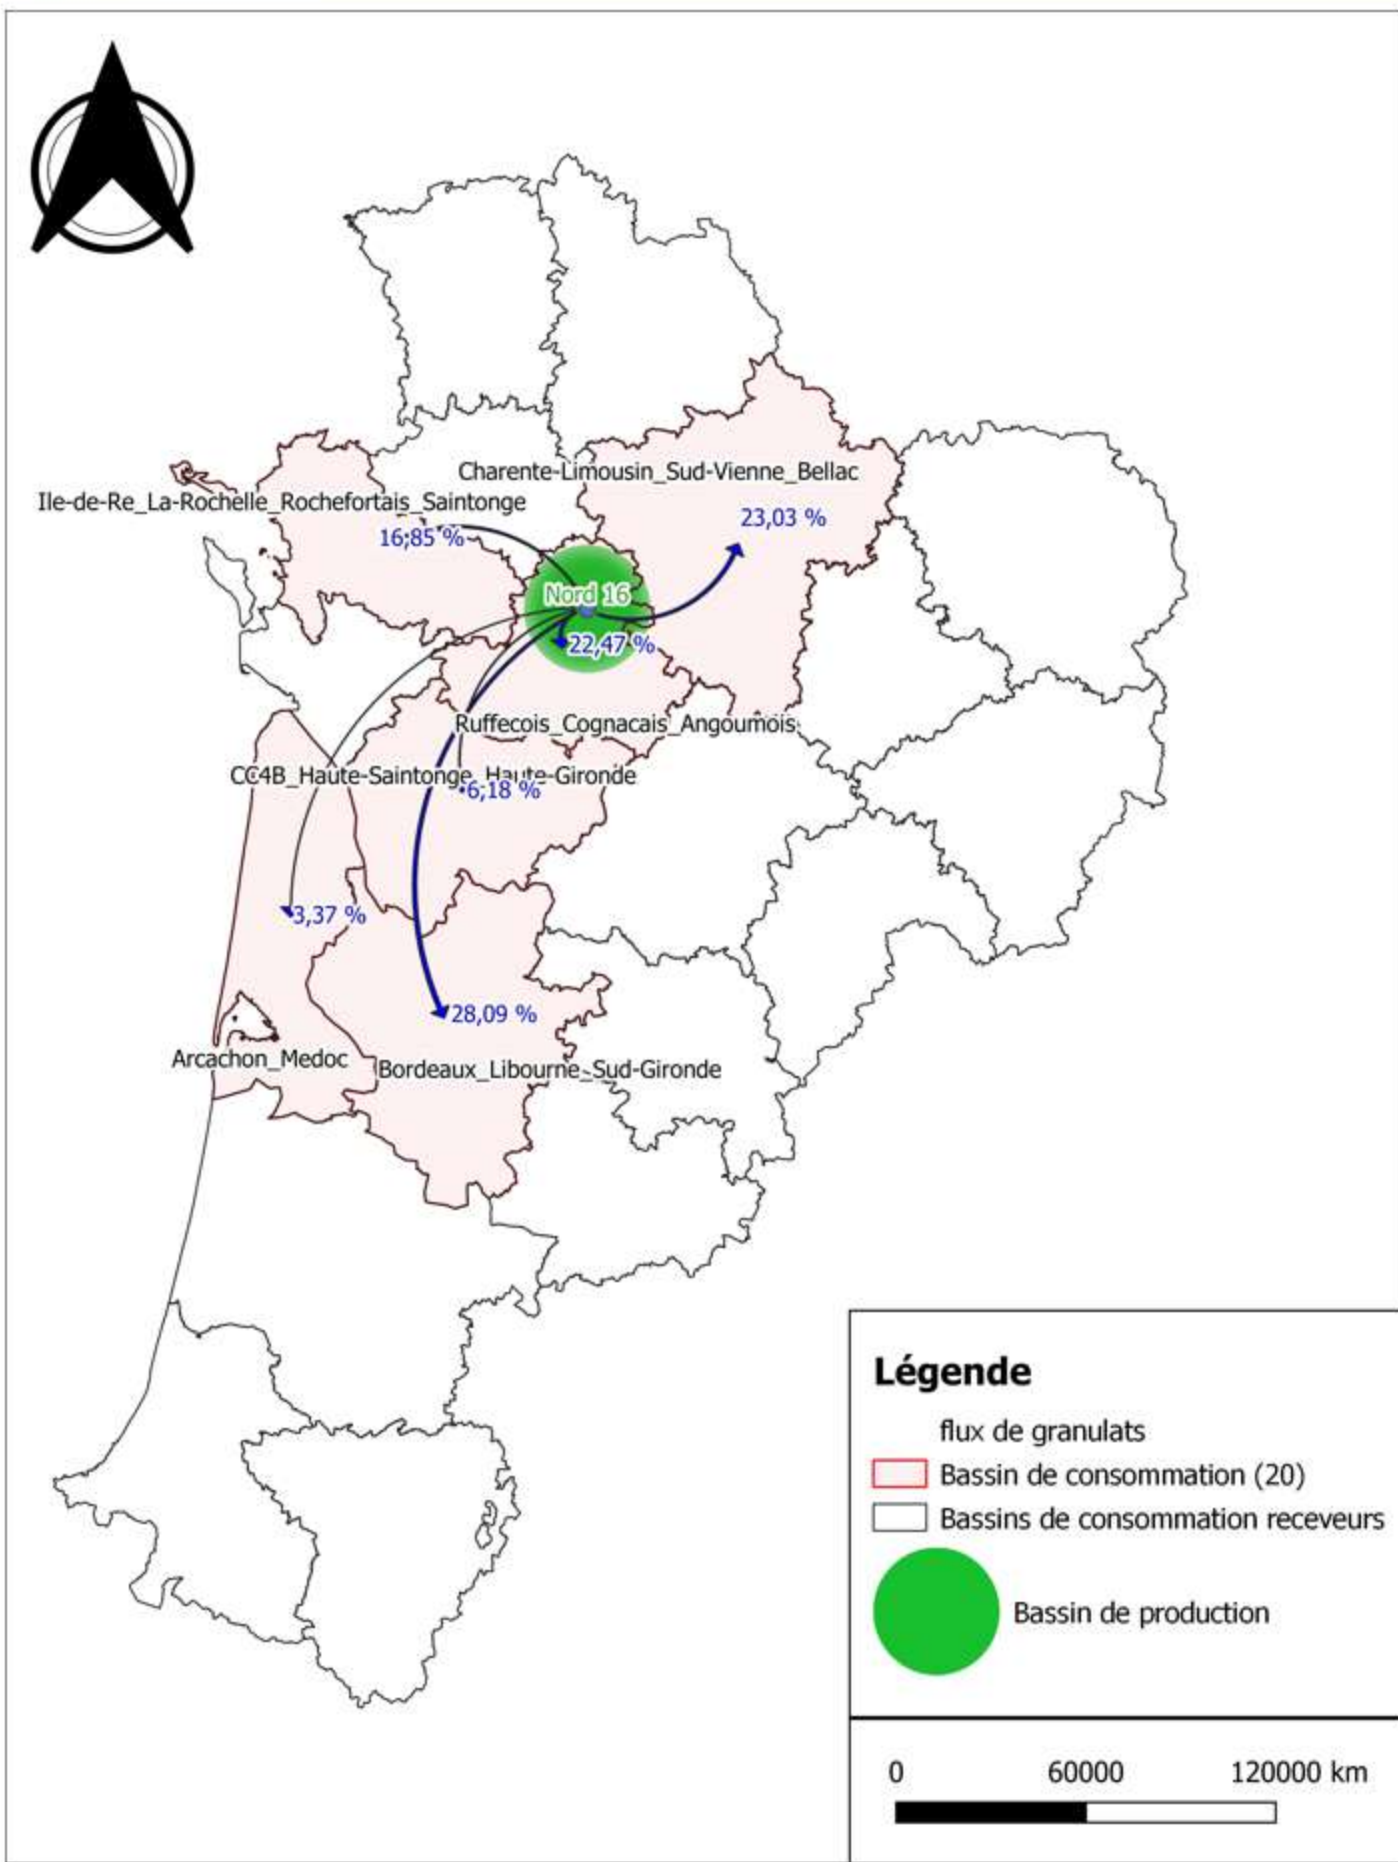 Charente-Limousin_Sud-Vienne_Bellac
Ile-de-Re_La-Rochelle_Rochefortais_Saintonge
23,03 %
16,85 %
Nord 16
22,47 %
Ruffecois_Cognacais_Angoumois
CC4B_Haute-Saintonge_Haute-Gironde
6,18 %
3,37 %
28,09 %
Arcachon_Medoc
Bordeaux_Libourne_Sud-Gironde
Légende
flux de granulats
Bassin de consommation (20)
Bassins de consommation receveurs
Bassin de production
0 60000 120000 km